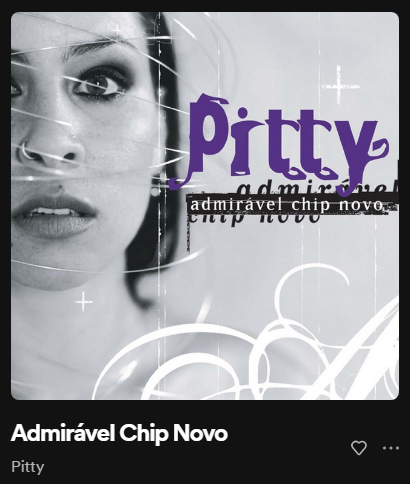 Pitty
admirável
admirável chip novo
chip novo
Admirável Chip Novo
Pitty